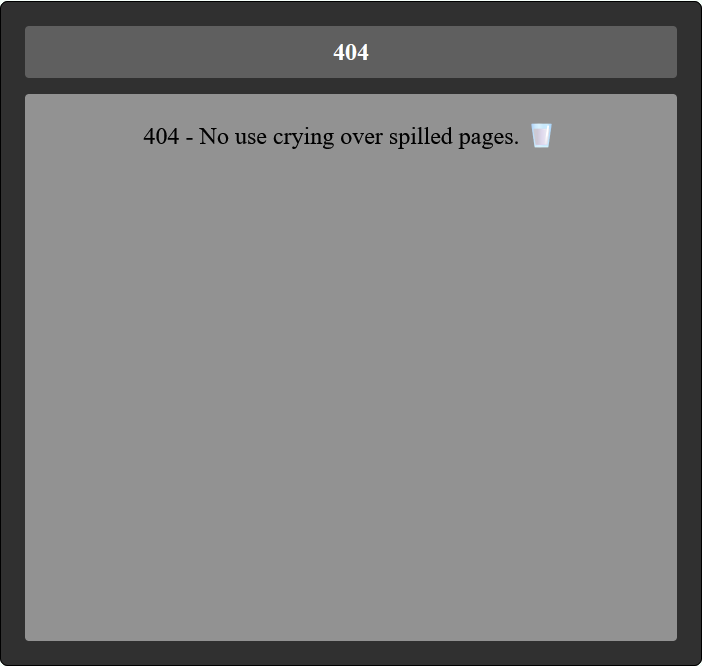 404
404 - No use crying over spilled pages. 🥛